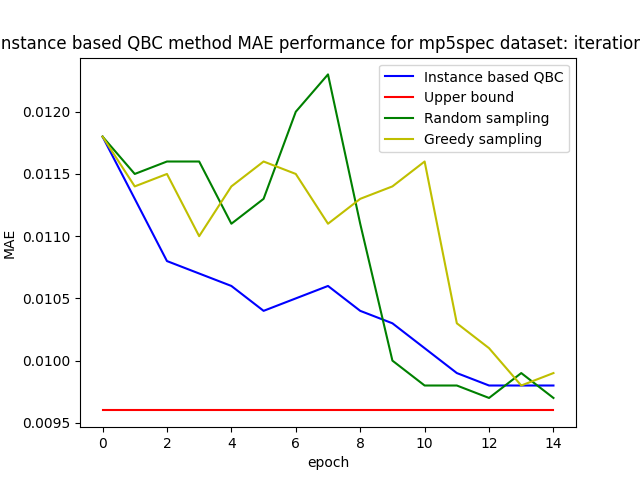 nstance based QBC method MAE performance for mp5spec dataset: iteration
Instance based QBC
Upper bound
Random sampling
Greedy sampling
0.0120
0.0115
0.0110
0.0105
0.0100
0.0095
MAE
0 2 4 6 8 10 12 14
epoch